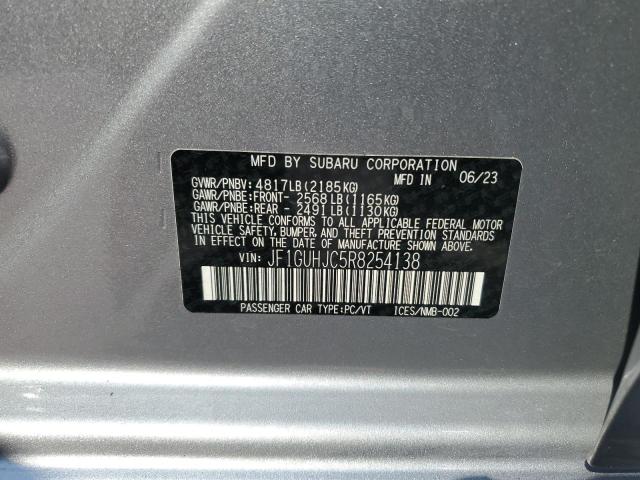 MFD BY SUBARU CORPORATION
GVWR/PNBV: 4817LB(2185KG) MFD IN 06/23
GAWR/PNBE:FRONT- 2568LB(1165KG)
GAWR/PNBE:REAR - 2491LB(1130KG)
THIS VEHICLE CONFORMS TO ALL APPLICABLE FEDERAL MOTOR
VEHICLE SAFETY, BUMPER, AND THEFT PREVENTION STANDARDS
IN EFFECT ON THE DATE OF MANUFACTURE SHOWN ABOVE.
VIN: JF1GUHJC5R8254138
PASSENGER CAR TYPE:PC/VT ICES/NMB-002